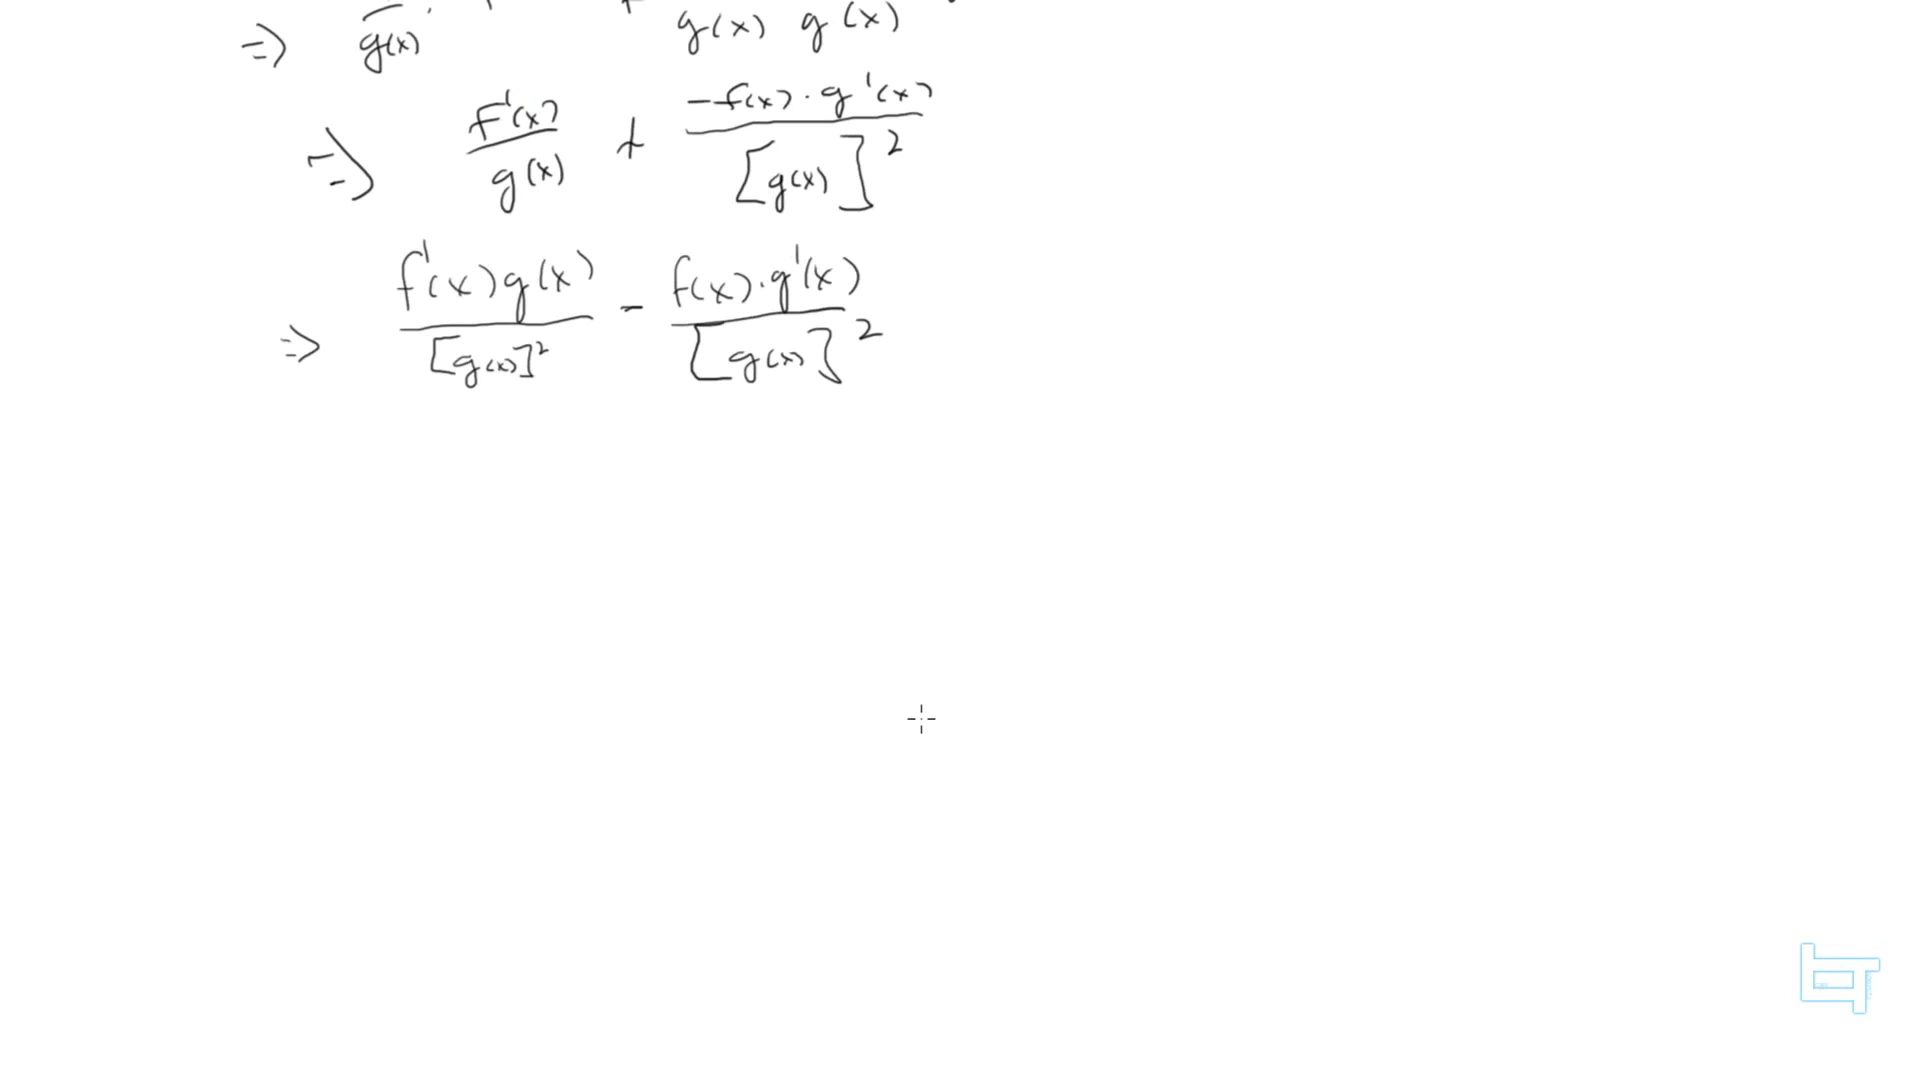 => g(x) g(x) g(x)
=> f'(x)/g(x) + -f(x)·g'(x)/[g(x)]²
=> f'(x)g(x)/[g(x)]² - f(x)·g'(x)/[g(x)]²